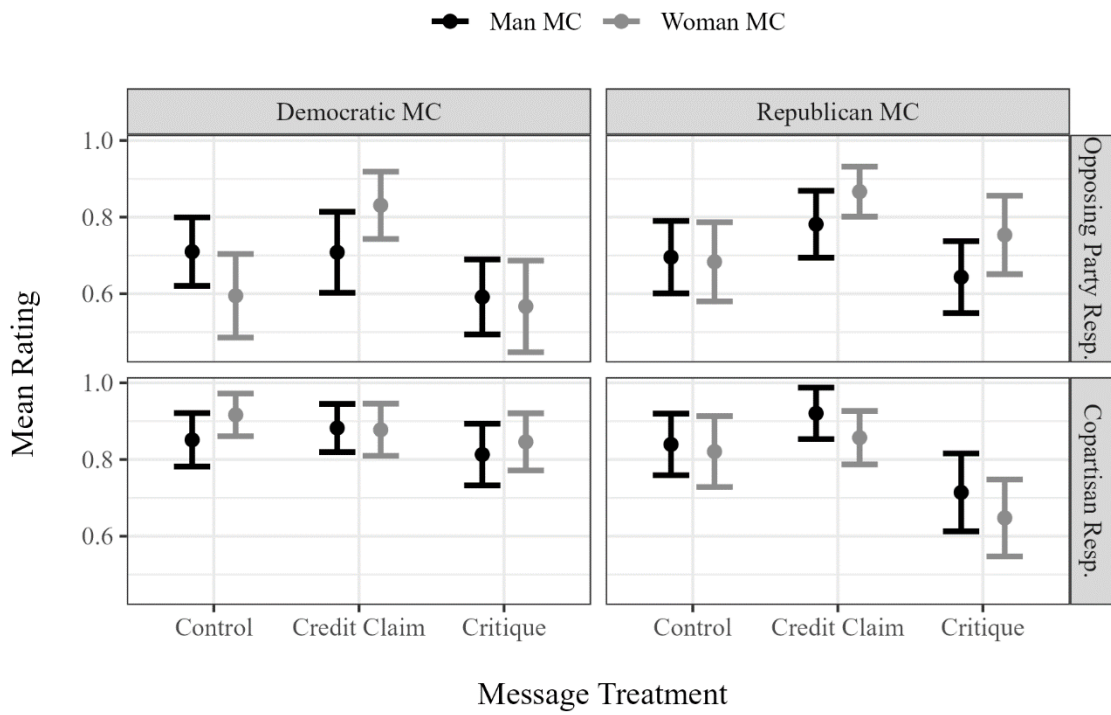 Man MC Woman MC
Democratic MC Republican MC
Opposing Party Resp.
1.0
0.8
0.6
Copartisan Resp.
1.0
0.8
0.6
Mean Rating
Control Credit Claim Critique Control Credit Claim Critique
Message Treatment